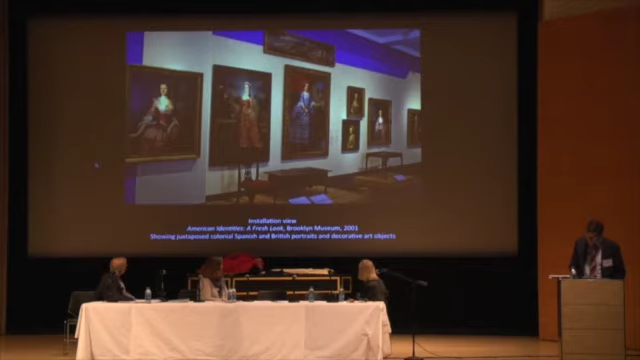 Installation view
American Identities: A Fresh Look, Brooklyn Museum, 2001
Showing juxtaposed colonial Spanish and British portraits and decorative art objects